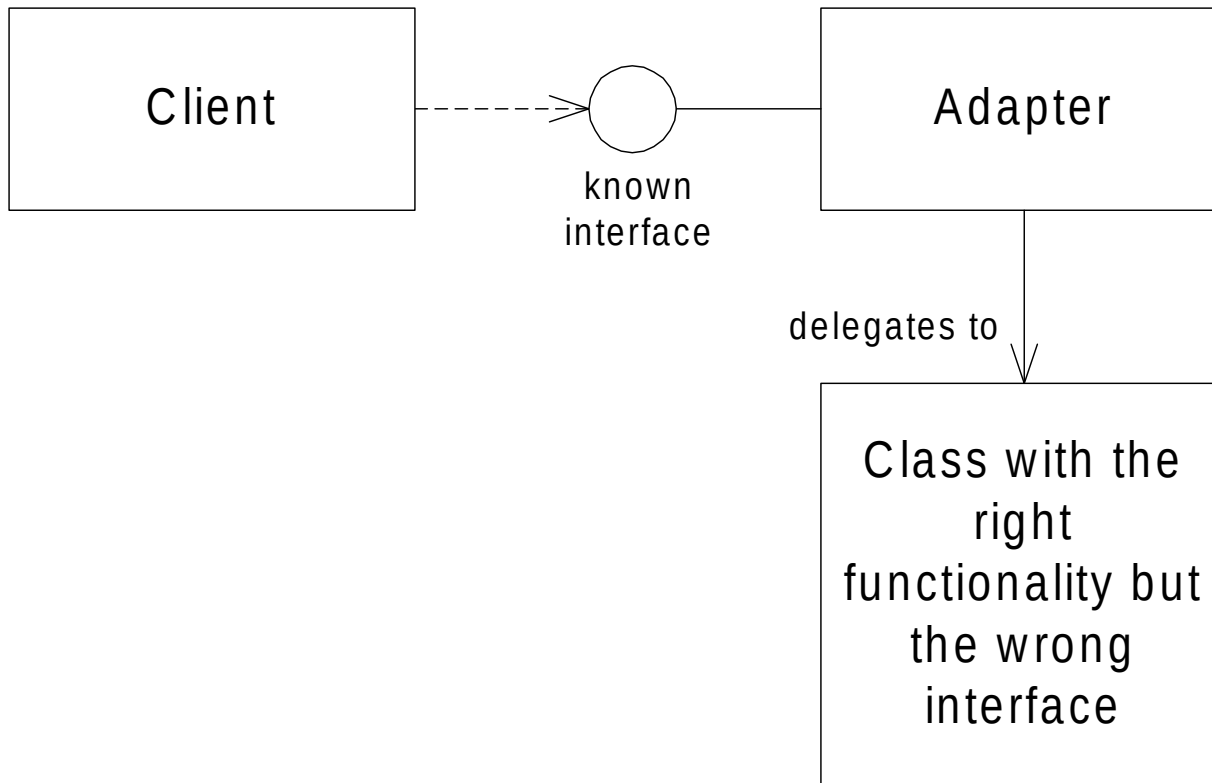 Client
Adapter
known
interface
delegates to
Class with the
right
functionality but
the wrong
interface